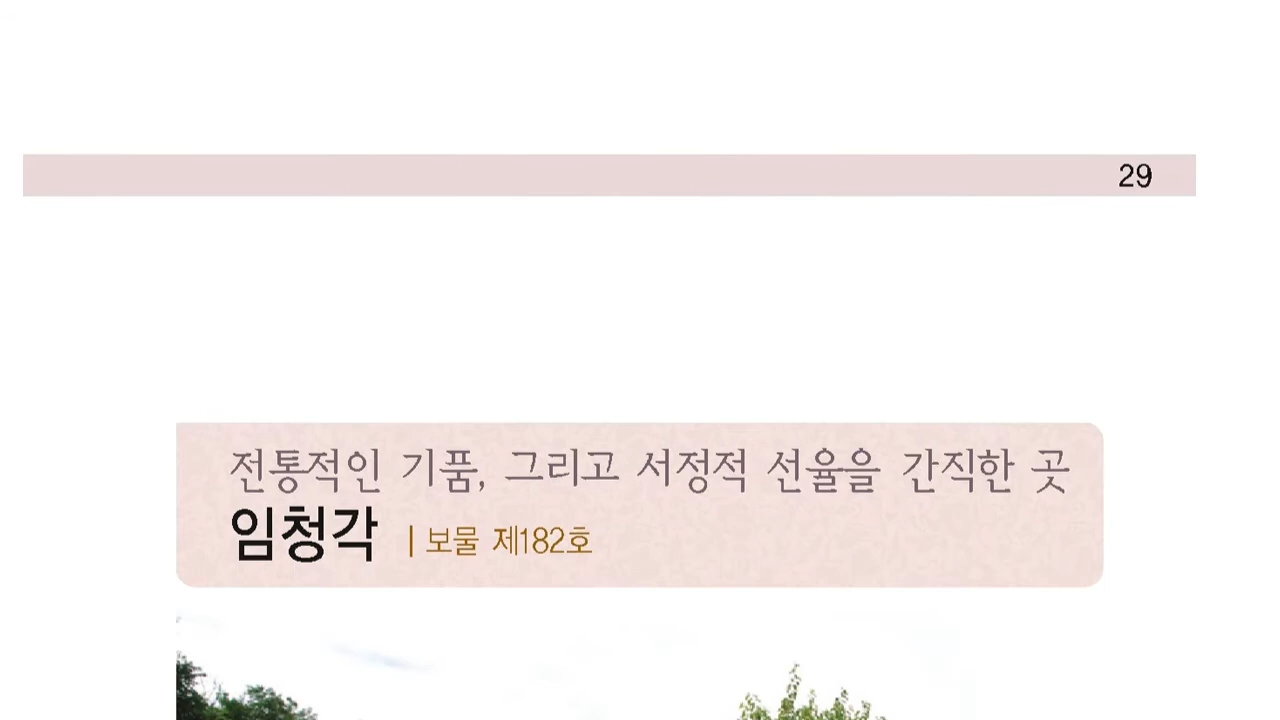 29
전통적인 기품, 그리고 서정적 선율을 간직한 곳
임청각 | 보물 제182호